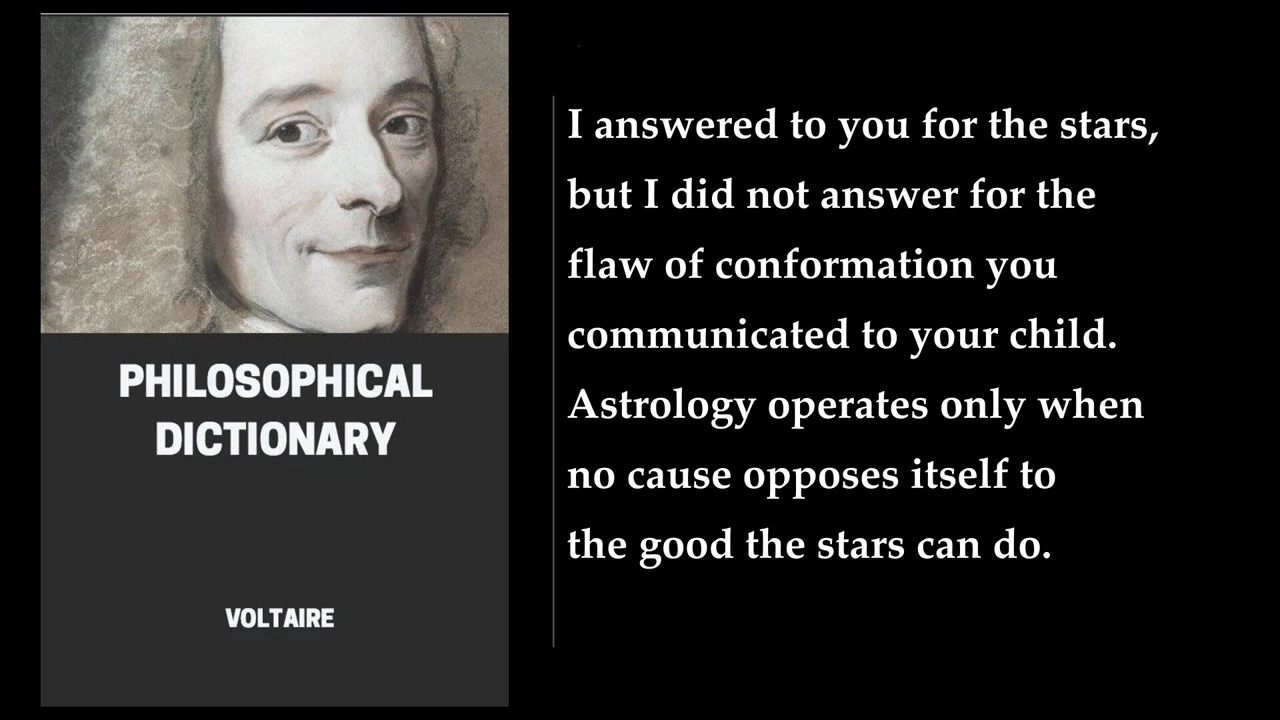 PHILOSOPHICAL
DICTIONARY
VOLTAIRE
I answered to you for the stars,
but I did not answer for the
flaw of conformation you
communicated to your child.
Astrology operates only when
no cause opposes itself to
the good the stars can do.